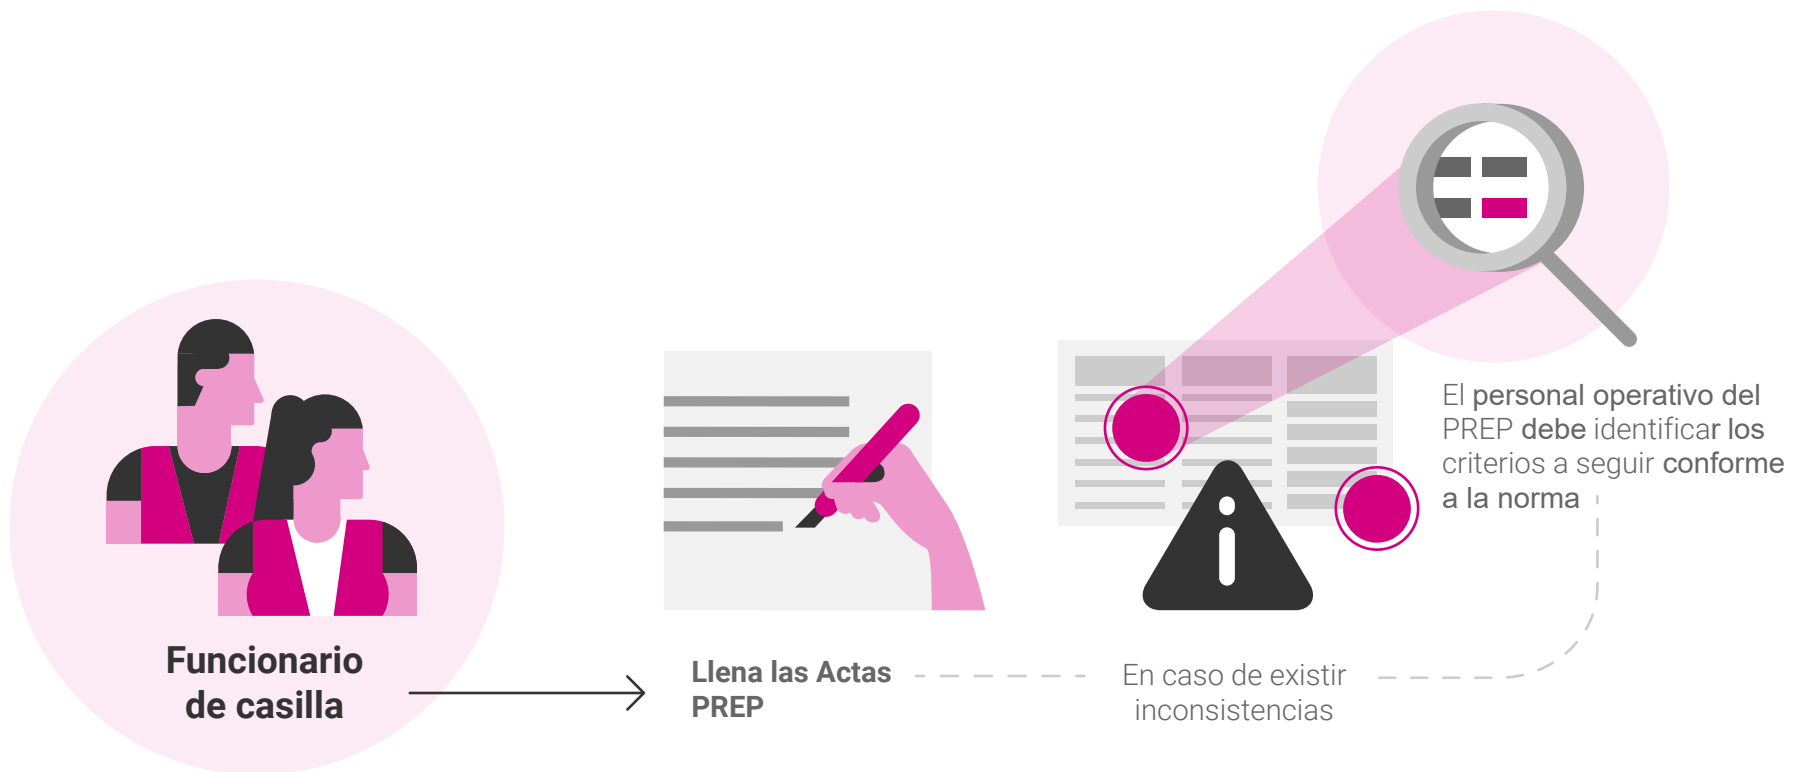 Funcionario
de casilla
Llena las Actas
PREP
En caso de existir
inconsistencias
El personal operativo del
PREP debe identificar los
criterios a seguir conforme
a la norma